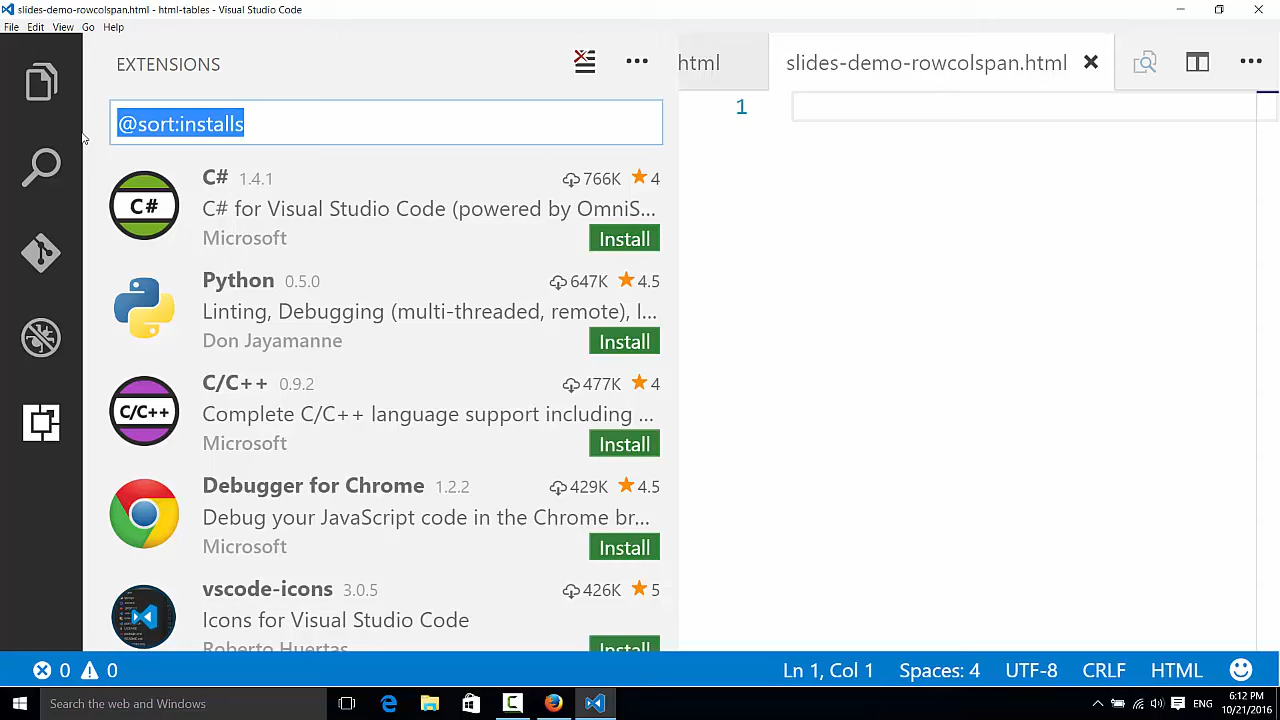 slides-demo-rowcolspan.html - html-tables - Visual Studio Code
File Edit View Go Help
EXTENSIONS
html
slides-demo-rowcolspan.html
@sort:installs
1
C# 1.4.1 766K 4
C# for Visual Studio Code (powered by OmniS...
Microsoft Install
C#
Python 0.5.0 647K 4.5
Linting, Debugging (multi-threaded, remote), I...
Don Jayamanne Install
C/C++ 0.9.2 477K 4
Complete C/C++ language support including ...
Microsoft Install
C/C++
Debugger for Chrome 1.2.2 429K 4.5
Debug your JavaScript code in the Chrome br...
Microsoft Install
vscode-icons 3.0.5 426K 5
Icons for Visual Studio Code
Roberto Huertas Install
0 0 Ln 1, Col 1 Spaces: 4 UTF-8 CRLF HTML
Search the web and Windows
ENG
6:12 PM
10/21/2016